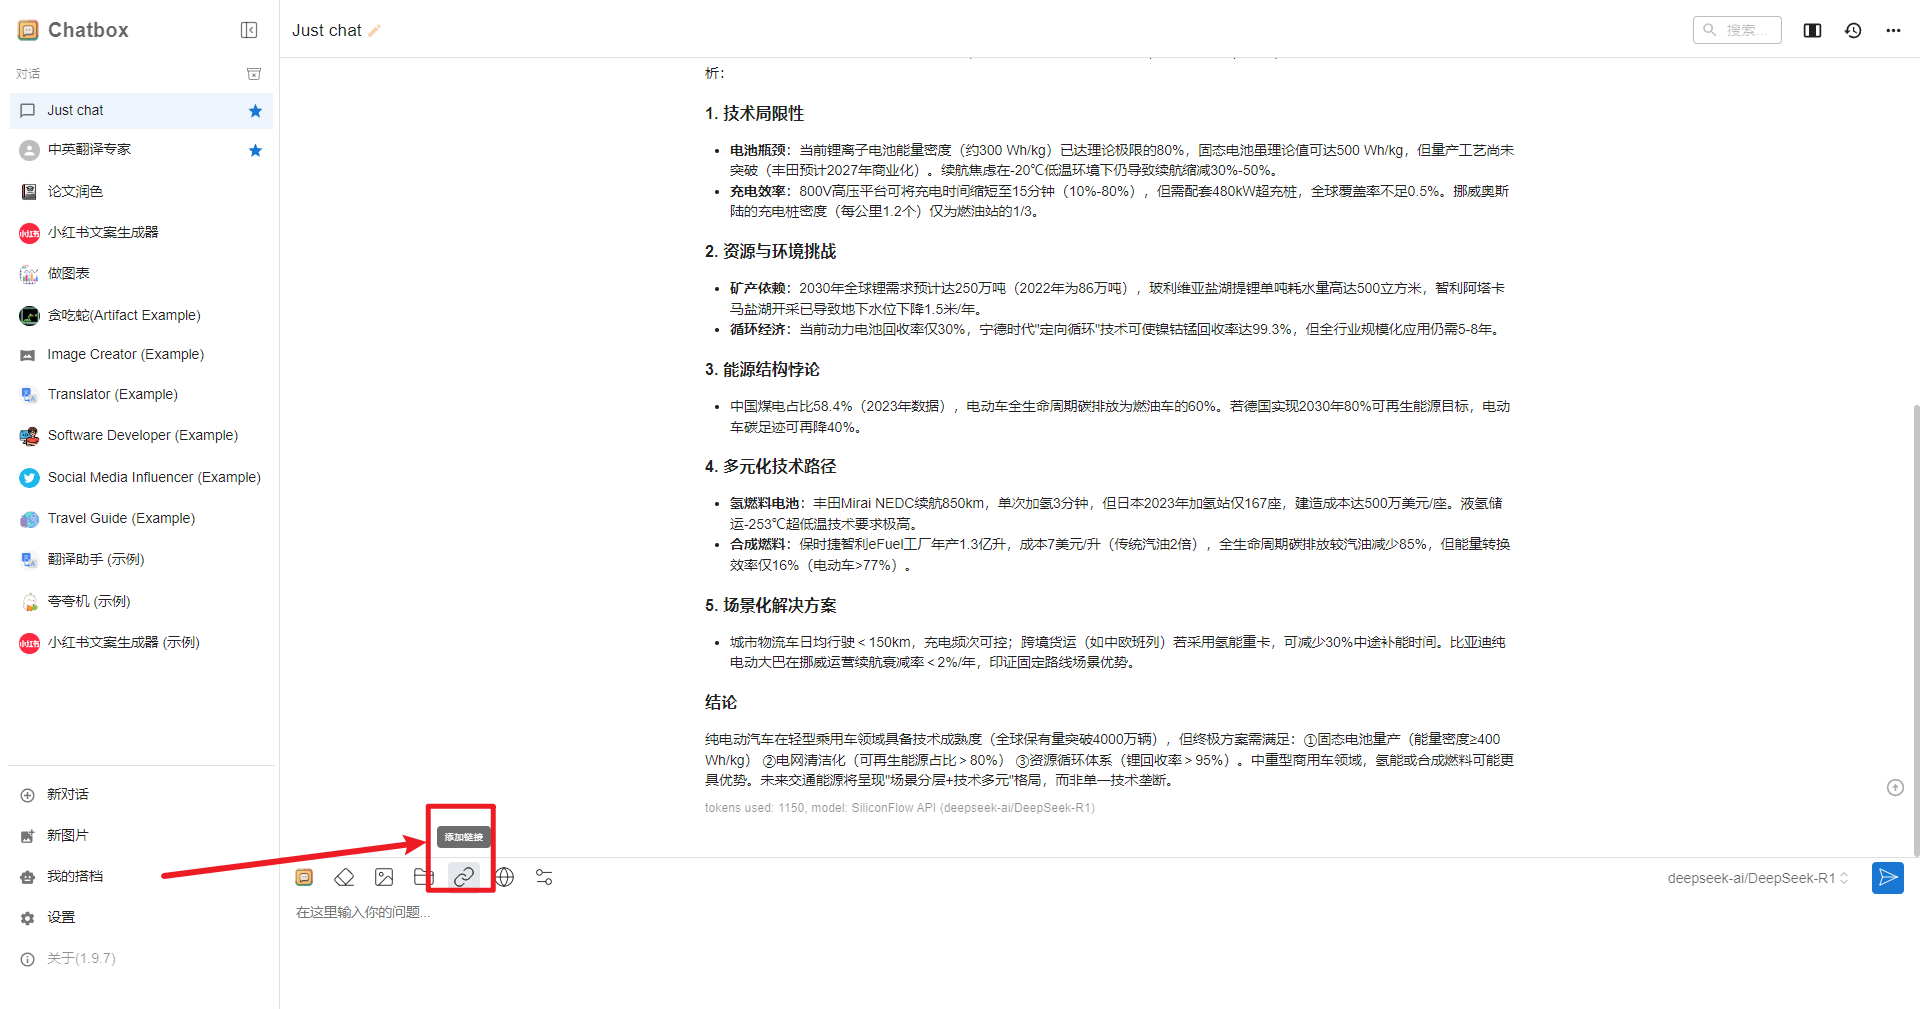 Chatbox
对话
Just chat
中英翻译专家
论文润色
小红书文案生成器
做图表
贪吃蛇(Artifact Example)
Image Creator (Example)
Translator (Example)
Software Developer (Example)
Social Media Influencer (Example)
Travel Guide (Example)
翻译助手 (示例)
夸夸机 (示例)
小红书文案生成器 (示例)
新对话
新图片
我的搭档
设置
关于(1.9.7)
Just chat
搜索...
析：
1. 技术局限性
• 电池瓶颈：当前锂离子电池能量密度（约300 Wh/kg）已达理论极限的80%，固态电池虽理论值可达500 Wh/kg，但量产工艺尚未
突破（丰田预计2027年商业化）。续航焦虑在-20℃低温环境下仍导致续航缩减30%-50%。
• 充电效率：800V高压平台可将充电时间缩短至15分钟（10%-80%），但需配套480kW超充桩，全球覆盖率不足0.5%。挪威奥斯
陆的充电桩密度（每公里1.2个）仅为燃油站的1/3。
2. 资源与环境挑战
• 矿产依赖：2030年全球锂需求预计达250万吨（2022年为86万吨），玻利维亚盐湖提锂单吨耗水量高达500立方米，智利阿塔卡
马盐湖开采已导致地下水位下降1.5米/年。
• 循环经济：当前动力电池回收率仅30%，宁德时代"定向循环"技术可使镍钴锰回收率达99.3%，但全行业规模化应用仍需5-8年。
3. 能源结构悖论
• 中国煤电占比58.4%（2023年数据），电动车全生命周期碳排放为燃油车的60%。若德国实现2030年80%可再生能源目标，电动
车碳足迹可再降40%。
4. 多元化技术路径
• 氢燃料电池：丰田Mirai NEDC续航850km，单次加氢3分钟，但日本2023年加氢站仅167座，建造成本达500万美元/座。液氢储
运-253℃超低温技术要求极高。
• 合成燃料：保时捷智利eFuel工厂年产1.3亿升，成本7美元/升（传统汽油2倍），全生命周期碳排放较汽油减少85%，但能量转换
效率仅16%（电动车>77%）。
5. 场景化解决方案
• 城市物流车日均行驶＜150km，充电频次可控；跨境货运（如中欧班列）若采用氢能重卡，可减少30%中途补能时间。比亚迪纯
电动大巴在挪威运营续航衰减率＜2%/年，印证固定路线场景优势。
结论
纯电动汽车在轻型乘用车领域具备技术成熟度（全球保有量突破4000万辆），但终极方案需满足：①固态电池量产（能量密度≥400
Wh/kg） ②电网清洁化（可再生能源占比＞80%） ③资源循环体系（锂回收率＞95%）。中重型商用车领域，氢能或合成燃料可能更
具优势。未来交通能源将呈现"场景分层+技术多元"格局，而非单一技术垄断。
tokens used: 1150, model: SiliconFlow API (deepseek-ai/DeepSeek-R1)
添加链接
deepseek-ai/DeepSeek-R1
在这里输入你的问题...